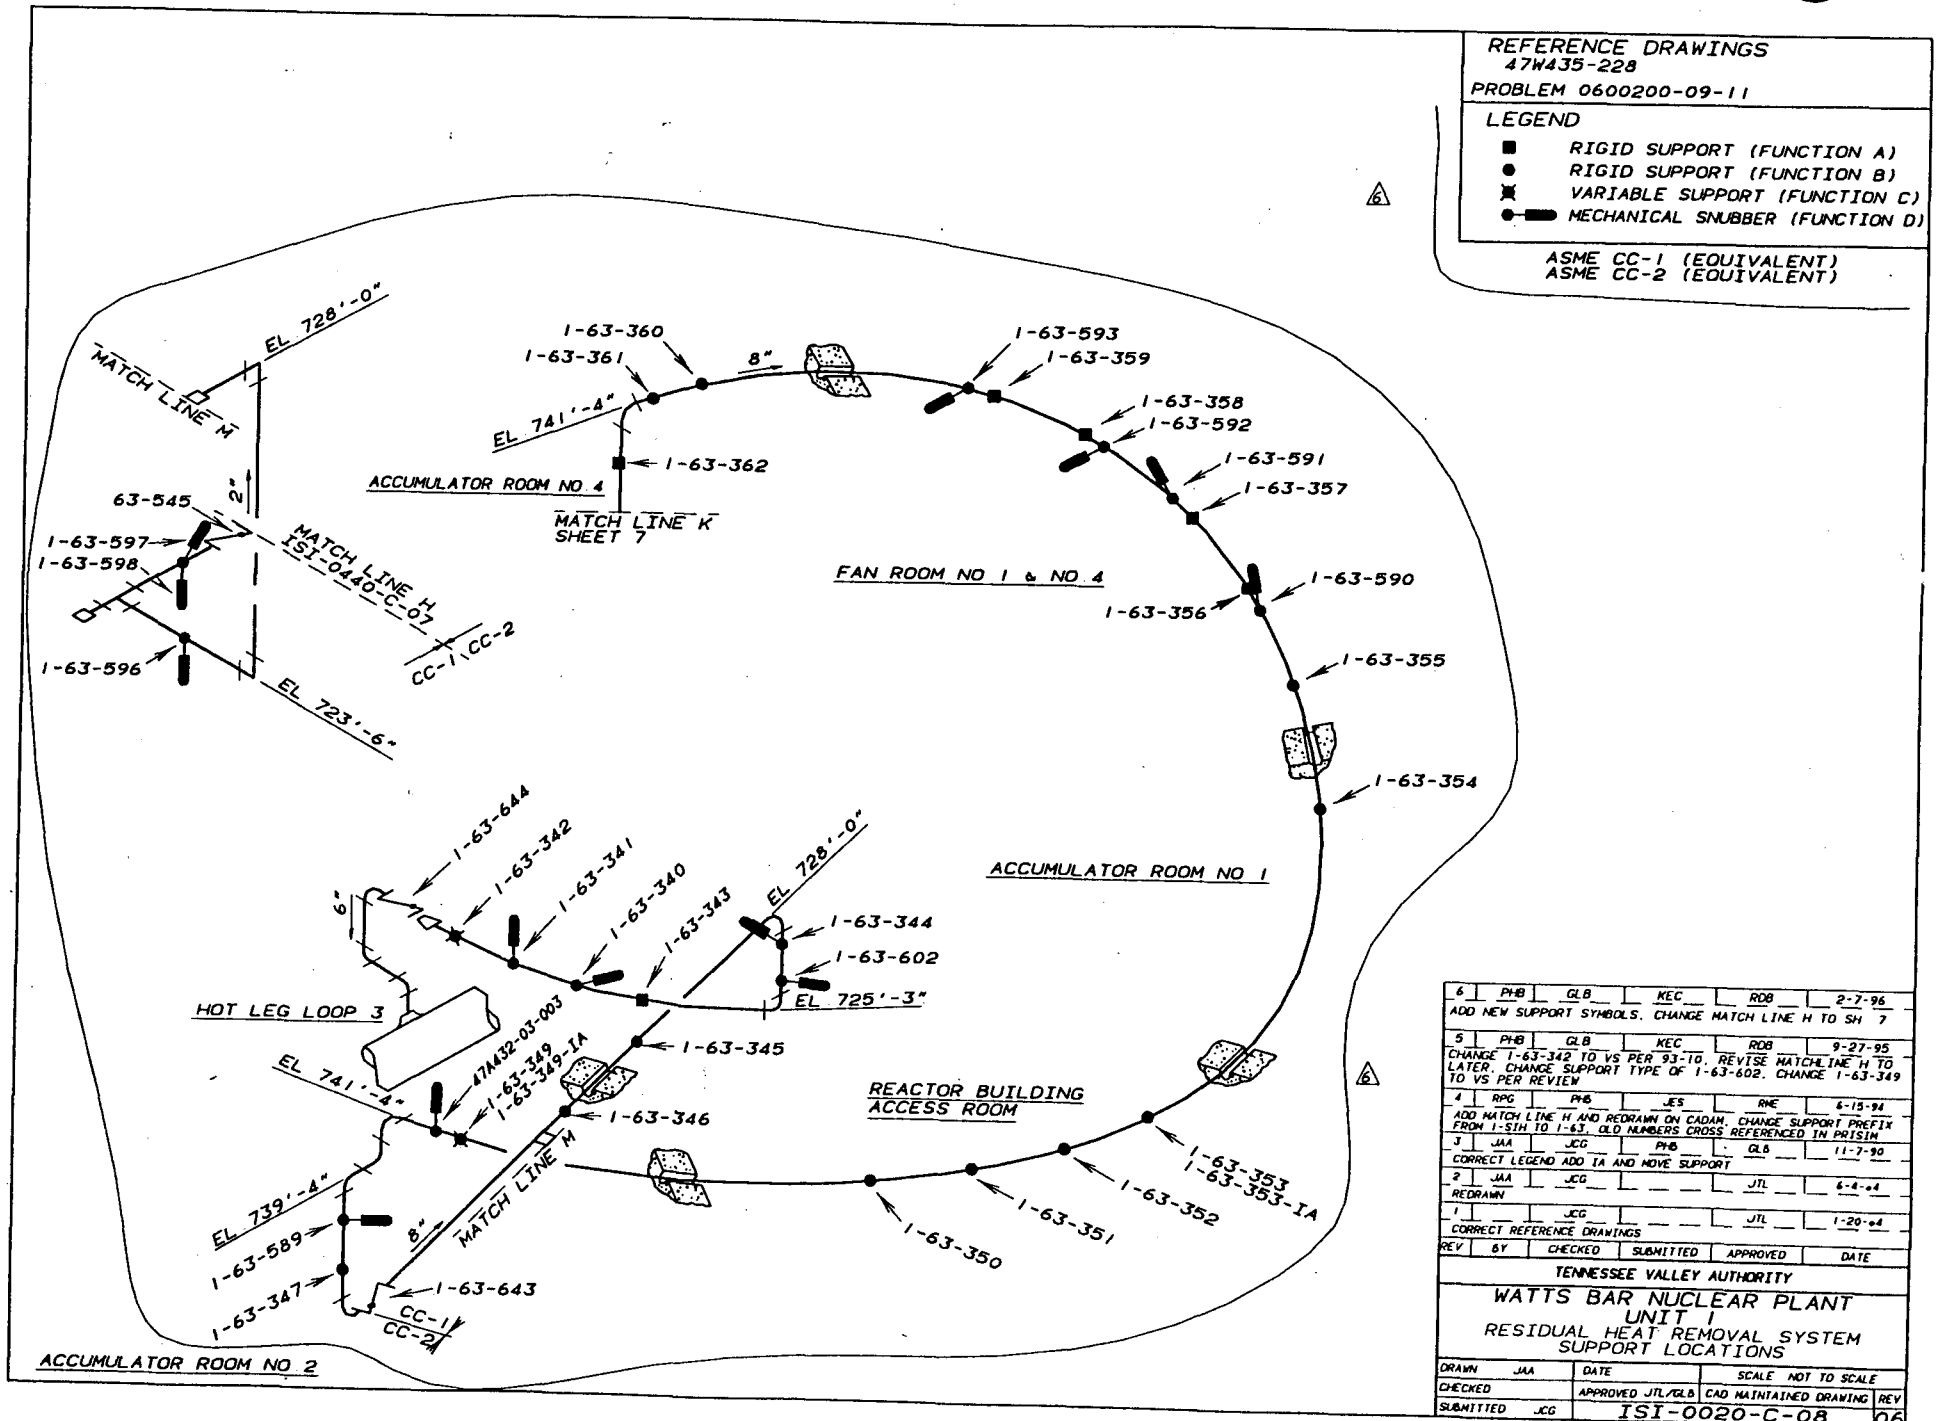 REFERENCE DRAWINGS
47W435-228
PROBLEM 0600200-09-11
LEGEND
RIGID SUPPORT (FUNCTION A)
RIGID SUPPORT (FUNCTION B)
VARIABLE SUPPORT (FUNCTION C)
MECHANICAL SNUBBER (FUNCTION D)
ASME CC-1 (EQUIVALENT)
ASME CC-2 (EQUIVALENT)
6
EL 728'-0"
MATCH LINE M
2"
63-545
1-63-597
1-63-598
MATCH LINE H
ISI-0440-C-07
CC-1 CC-2
1-63-596
EL 723'-6"
1-63-360
1-63-361
8"
EL 741'-4"
1-63-362
ACCUMULATOR ROOM NO 4
MATCH LINE K
SHEET 7
1-63-593
1-63-359
1-63-358
1-63-592
1-63-591
1-63-357
FAN ROOM NO 1 & NO 4
1-63-590
1-63-356
1-63-355
1-63-354
ACCUMULATOR ROOM NO 1
1-63-644
1-63-342
1-63-341
1-63-340
1-63-343
EL 728'-0"
6"
1-63-344
1-63-602
EL 725'-3"
HOT LEG LOOP 3
47A432-03-003
1-63-349
1-63-349-IA
1-63-345
EL 741'-4"
1-63-346
REACTOR BUILDING
ACCESS ROOM
6
1-63-353
1-63-353-IA
1-63-352
1-63-351
1-63-350
EL 739'-4"
8"
MATCH LINE M
1-63-589
1-63-347
1-63-643
CC-1
CC-2
ACCUMULATOR ROOM NO 2
6 PHB GLB KEC RDB 2-7-96
ADD NEW SUPPORT SYMBOLS. CHANGE MATCH LINE H TO SH 7
5 PHB GLB KEC RDB 9-27-95
CHANGE 1-63-342 TO VS PER 93-10. REVISE MATCHLINE H TO
LATER. CHANGE SUPPORT TYPE OF 1-63-602. CHANGE 1-63-349
TO VS PER REVIEW
4 RPG PHB JES RME 6-15-94
ADD MATCH LINE H AND REDRAWN ON CADAM. CHANGE SUPPORT PREFIX
FROM 1-SIH TO 1-63. OLD NUMBERS CROSS REFERENCED IN PRISIM
3 JAA JCG PHB GLB 11-7-90
CORRECT LEGEND ADD IA AND MOVE SUPPORT
2 JAA JCG JTL
REDRAWN
1 JCG JTL
CORRECT REFERENCE DRAWINGS
REV BY CHECKED SUBMITTED APPROVED DATE
TENNESSEE VALLEY AUTHORITY
WATTS BAR NUCLEAR PLANT
UNIT 1
RESIDUAL HEAT REMOVAL SYSTEM
SUPPORT LOCATIONS
DRAWN JAA DATE SCALE NOT TO SCALE
CHECKED APPROVED JTL/GLB CAD MAINTAINED DRAWING REV
SUBMITTED JCG ISI-0020-C-08 06